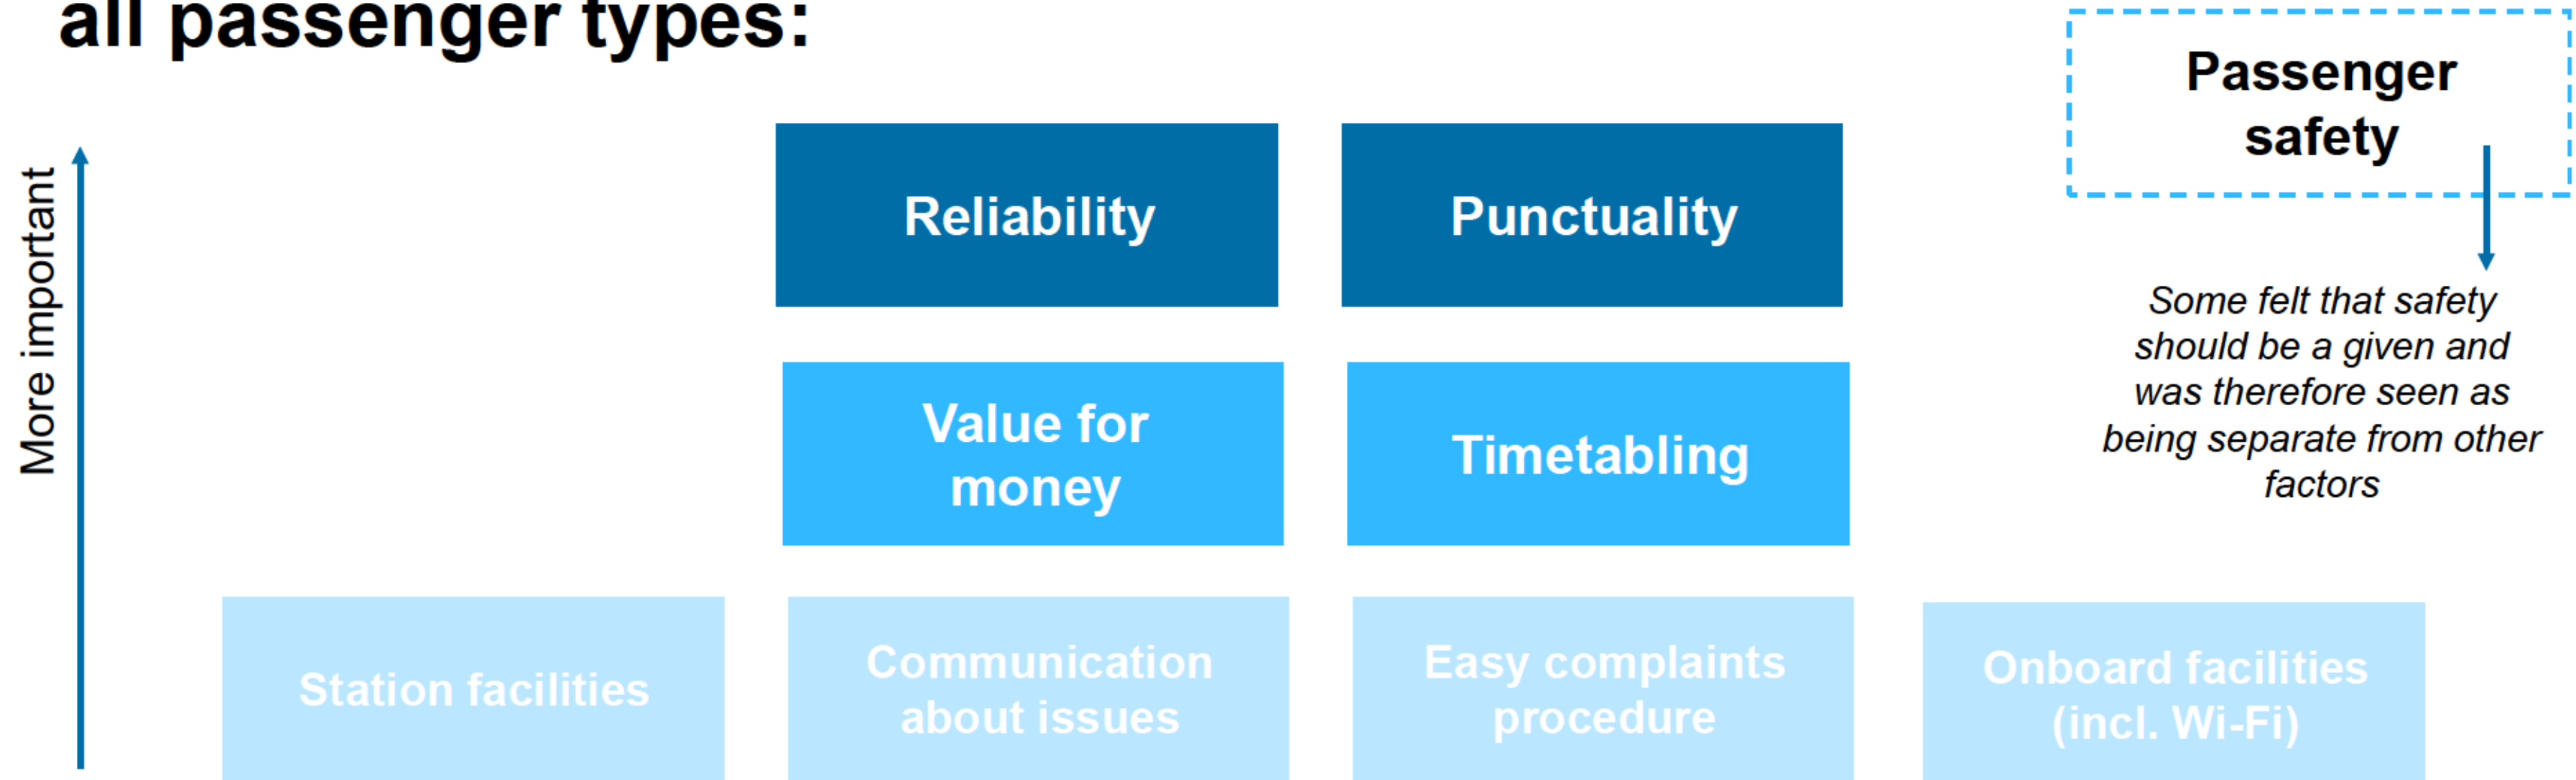 all passenger types:
Passenger
safety
More important
Reliability
Punctuality
Some felt that safety
should be a given and
was therefore seen as
being separate from other
factors
Value for
money
Timetabling
Station facilities
Communication
about issues
Easy complaints
procedure
Onboard facilities
(incl. Wi-Fi)